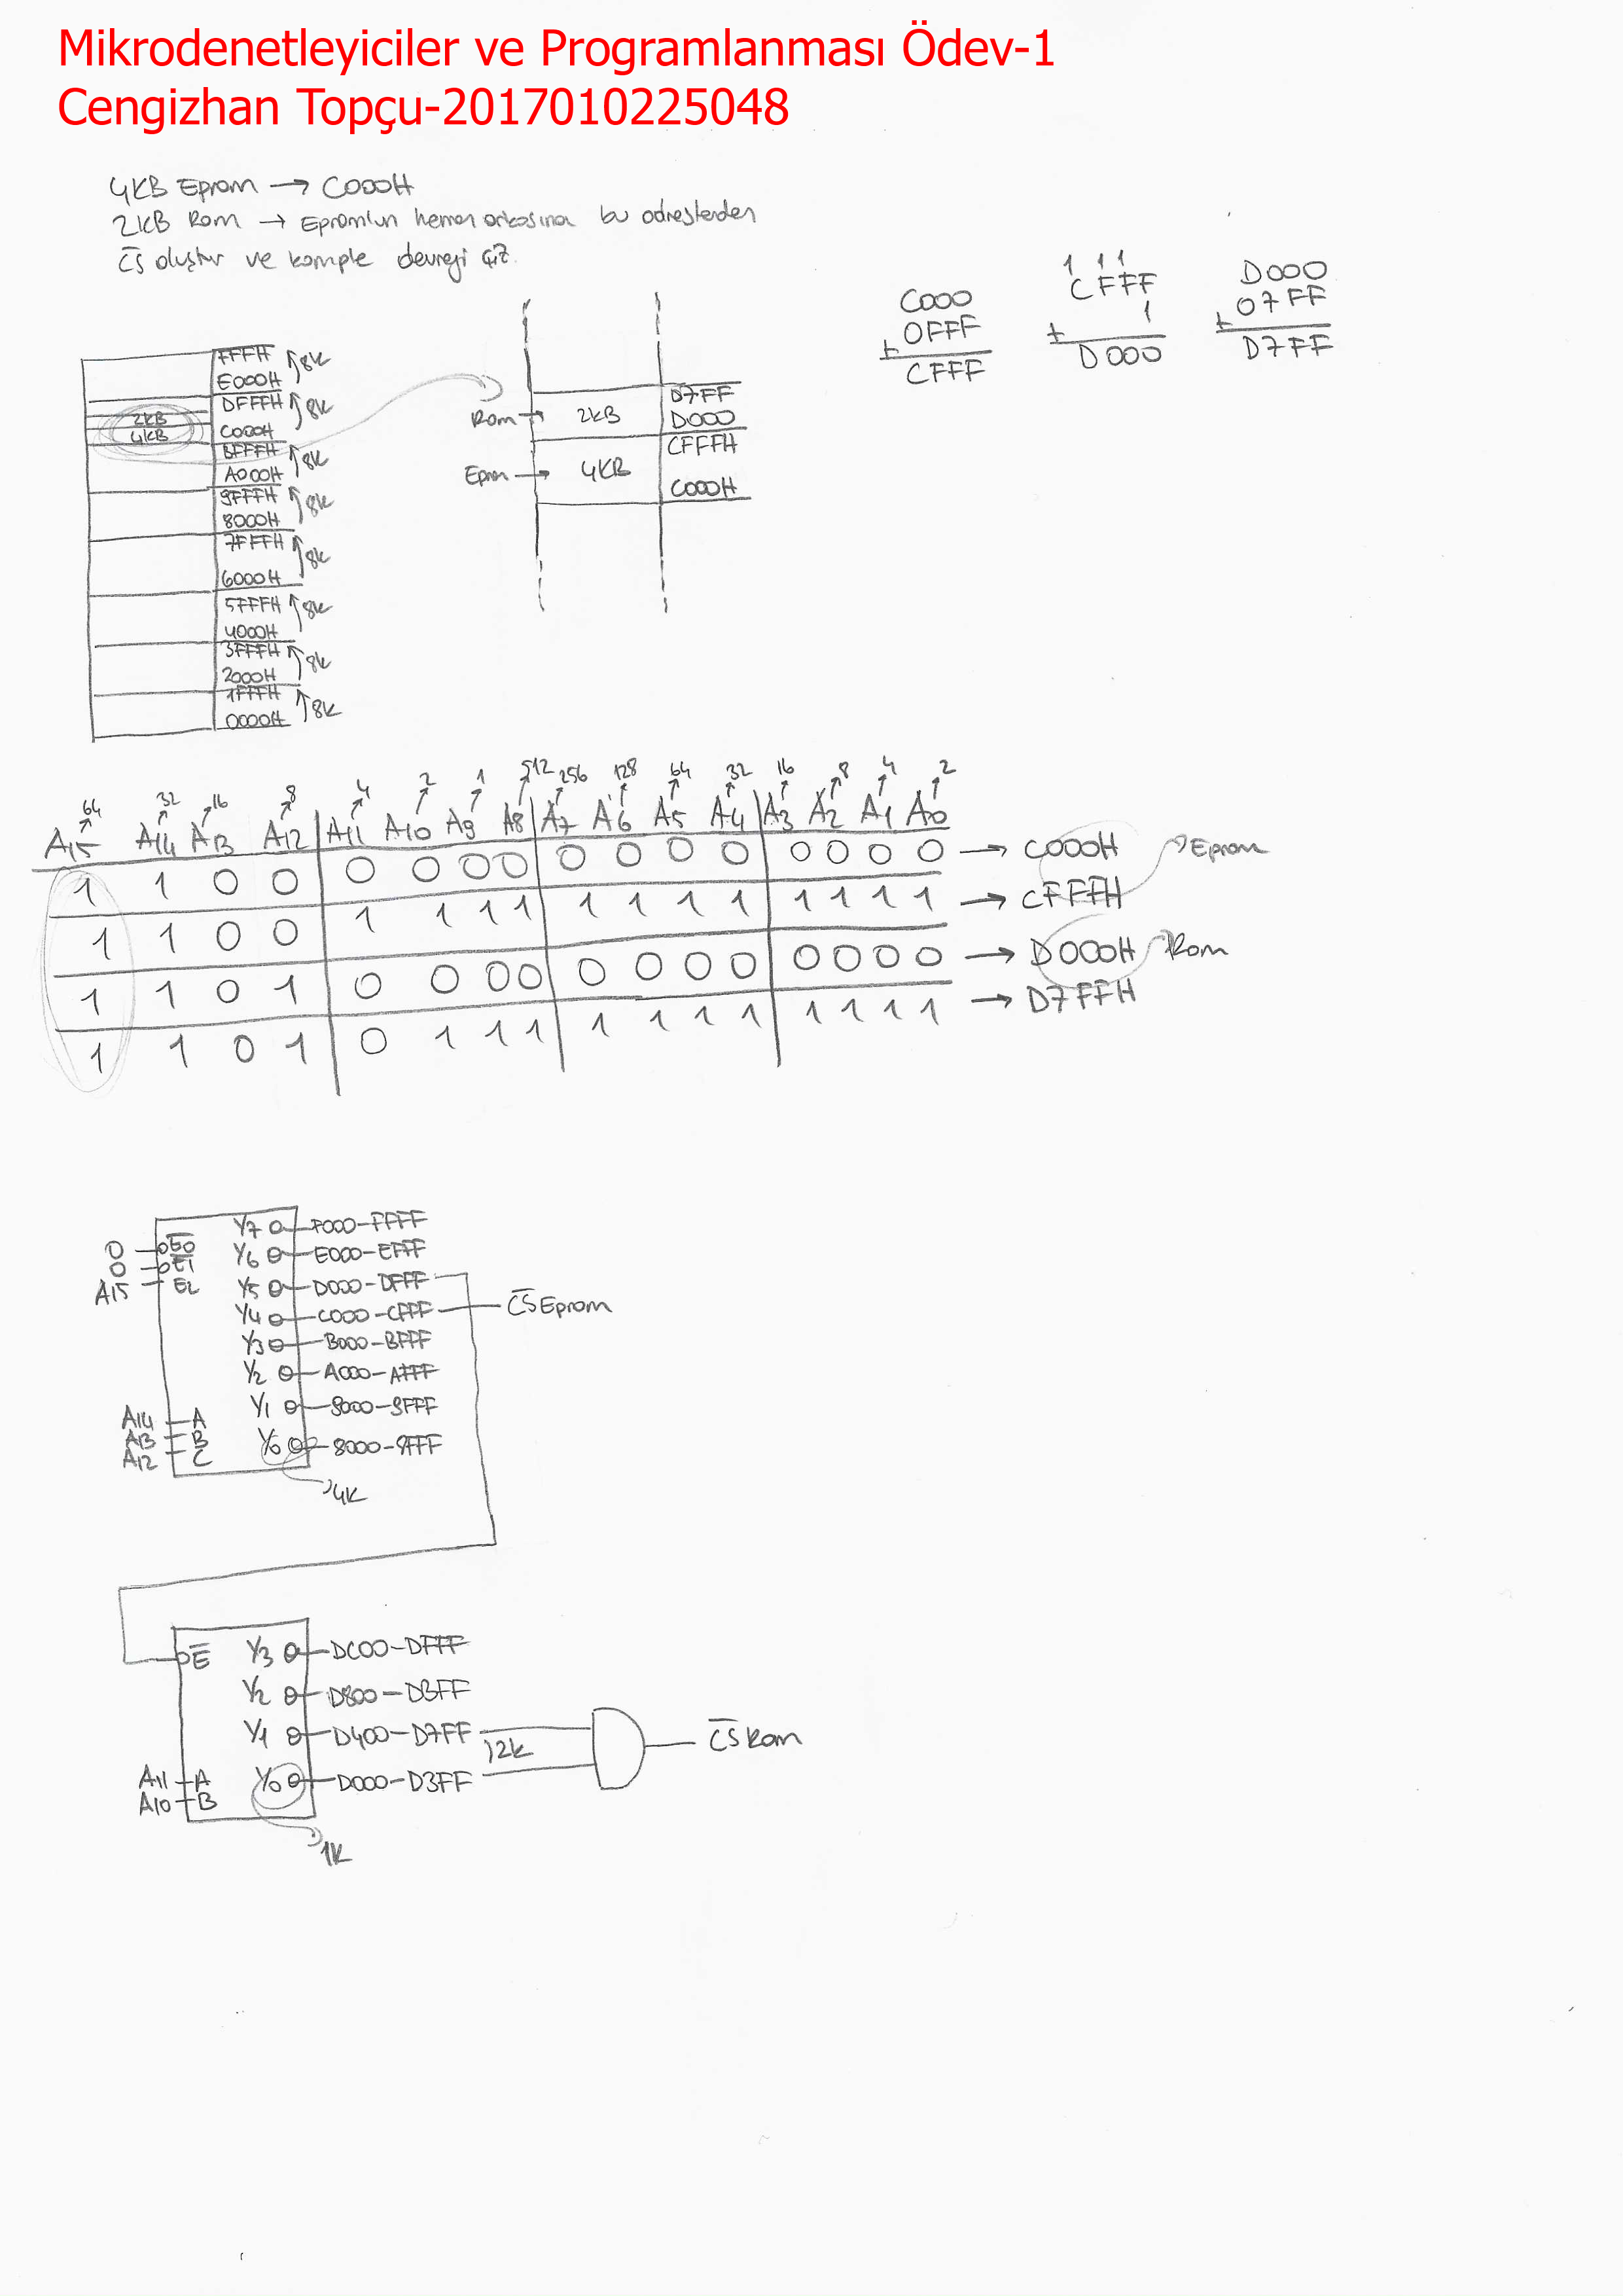 Mikrodenetleyiciler ve Programlanması Ödev-1
Cengizhan Topçu-2017010225048
4KB Eprom → C000H
2KB Rom → Epromun hemen arkasına bu adreslerden
CS oluştur ve komple devreyi çiz.
C000
+ 0FFF
CFFF
1 1 1
CFFF
+ 1
D000
D000
+ 07FF
D7FF
FFFH 8K
E000H
DFFFH 8K
2KB
4KB C000H
BFFFH 8K
A000H
9FFFH 8K
8000H
7FFFH 8K
6000H
5FFFH 8K
4000H
3FFFH 8K
2000H
1FFFH 8K
0000H
D7FF
Rom → 2KB D000
CFFFH
Eprom → 4KB
C000H
64 32 16 8 4 2 1 512 256 128 64 32 16 8 4 2
A15 A14 A13 A12 A11 A10 A9 A8 A7 A6 A5 A4 A3 A2 A1 A0
1 1 0 0 0 0 0 0 0 0 0 0 0 0 0 0 → C000H Eprom
1 1 0 0 1 1 1 1 1 1 1 1 1 1 1 1 → CFFFH
1 1 0 1 0 0 0 0 0 0 0 0 0 0 0 0 → D000H Rom
1 1 0 1 0 1 1 1 1 1 1 1 1 1 1 1 → D7FFH
Y7 F000-FFFF
0 E0 Y6 E000-EFFF
0 E1
A15 E2 Y5 D000-DFFF
Y4 C000-CFFF CS Eprom
Y3 B000-BFFF
Y2 A000-AFFF
Y1 9000-9FFF
A14 A
A13 B Y0 8000-8FFF
A12 C
4K
E Y3 DC00-DFFF
Y2 D800-DBFF
Y1 D400-D7FF
2K CS Rom
A11 A Y0 D000-D3FF
A10 B
1K